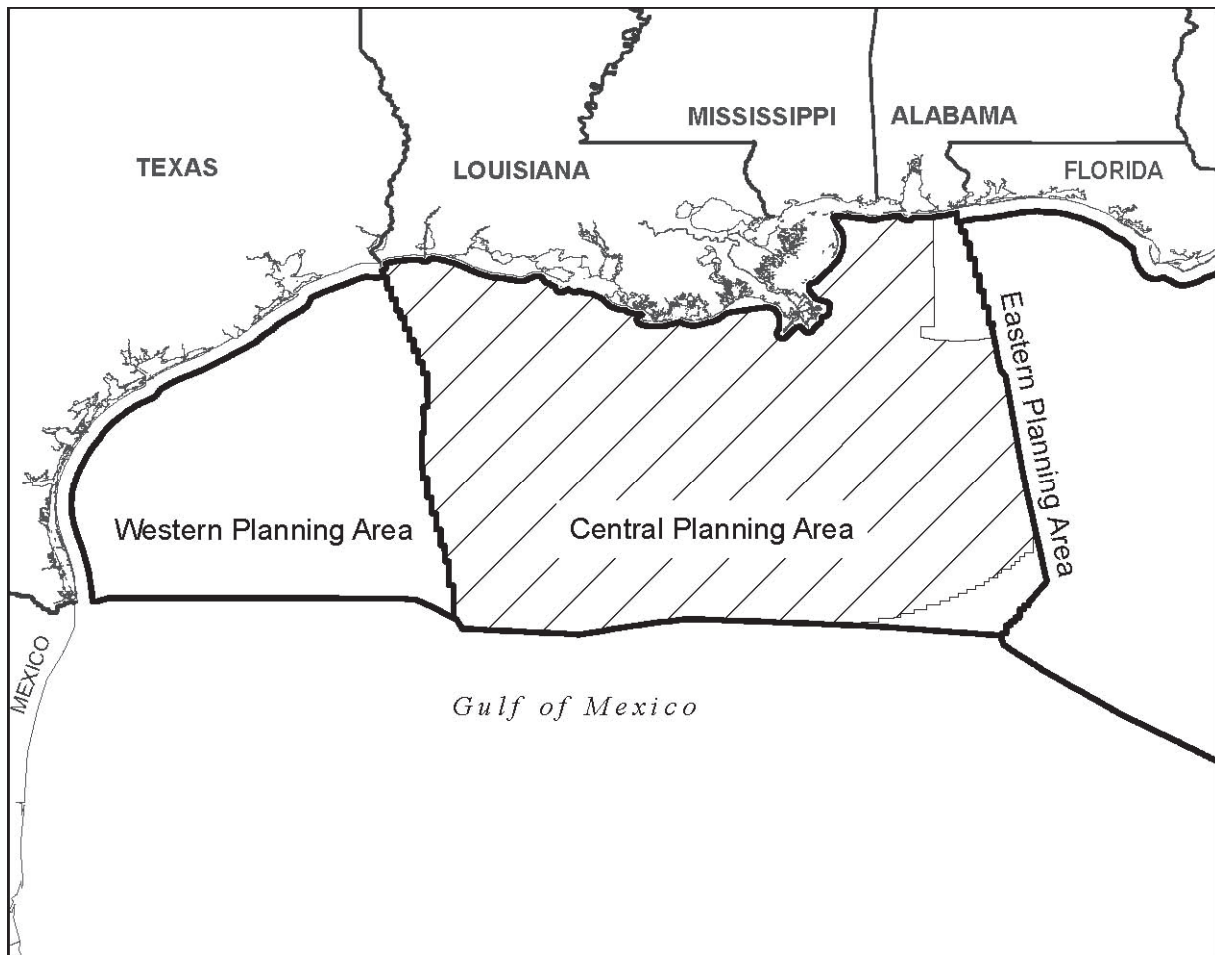 MISSISSIPPI
ALABAMA
TEXAS
LOUISIANA
FLORIDA
Eastern Planning Area
Western Planning Area
Central Planning Area
MEXICO
Gulf of Mexico